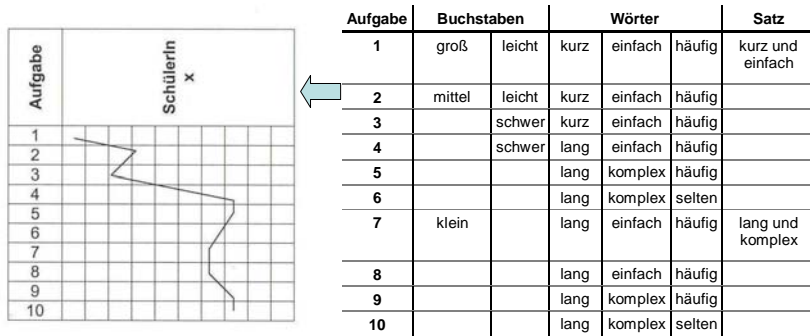 Aufgabe
SchülerIn
x
1
2
3
4
5
6
7
8
9
10
Aufgabe Buchstaben Wörter Satz
1 groß leicht kurz einfach häufig kurz und
einfach
2 mittel leicht kurz einfach häufig
3 schwer kurz einfach häufig
4 schwer lang einfach häufig
5 lang komplex häufig
6 lang komplex selten
7 klein lang einfach häufig lang und
komplex
8 lang einfach häufig
9 lang komplex häufig
10 lang komplex selten